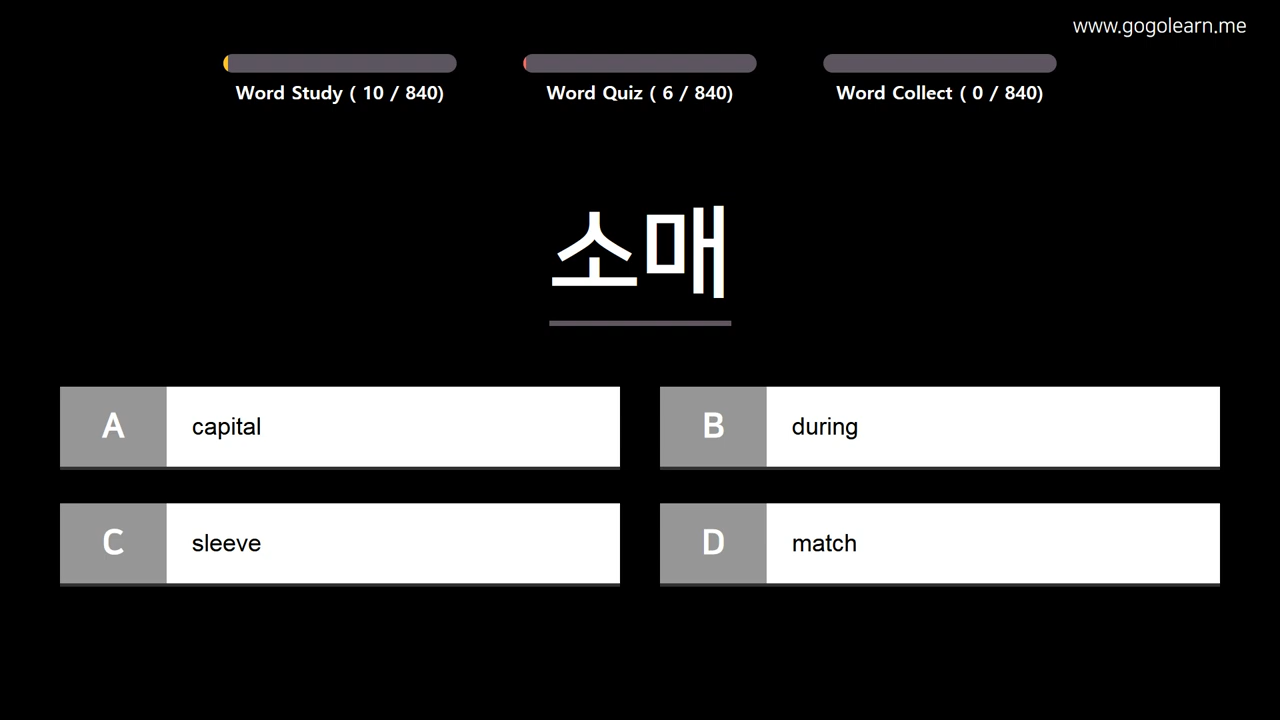 www.gogolearn.me
Word Study ( 10 / 840)
Word Quiz ( 6 / 840)
Word Collect ( 0 / 840)
소매
A capital
B during
C sleeve
D match